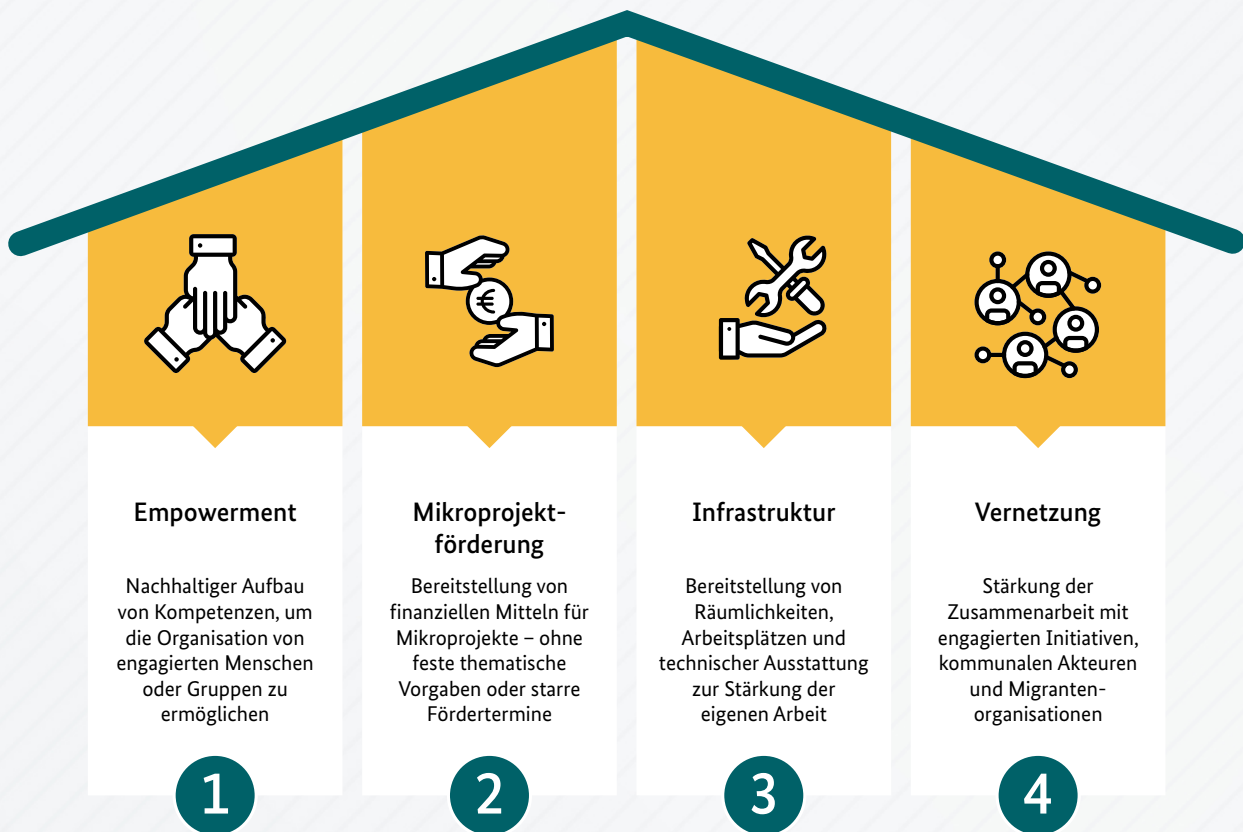 €
Empowerment
Nachhaltiger Aufbau
von Kompetenzen, um
die Organisation von
engagierten Menschen
oder Gruppen zu
ermöglichen
1
Mikroprojekt-
förderung
Bereitstellung von
finanziellen Mitteln für
Mikroprojekte – ohne
feste thematische
Vorgaben oder starre
Fördertermine
2
Infrastruktur
Bereitstellung von
Räumlichkeiten,
Arbeitsplätzen und
technischer Ausstattung
zur Stärkung der
eigenen Arbeit
3
Vernetzung
Stärkung der
Zusammenarbeit mit
engagierten Initiativen,
kommunalen Akteuren
und Migranten-
organisationen
4